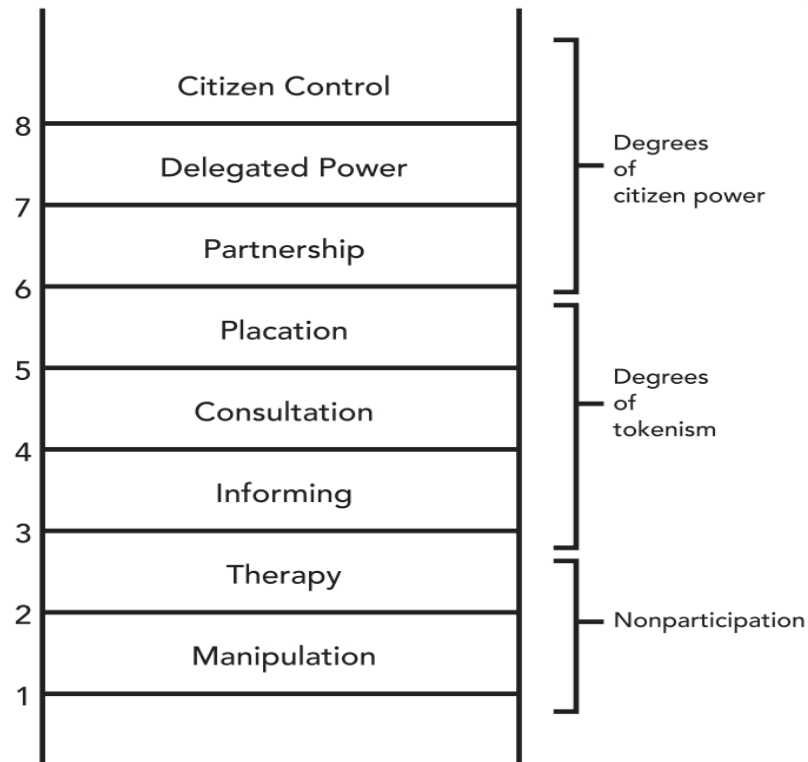 Citizen Control
8
Delegated Power
7
Partnership
6
Placation
5
Consultation
4
Informing
3
Therapy
2
Manipulation
1
Degrees
of
citizen power
Degrees
of
tokenism
Nonparticipation